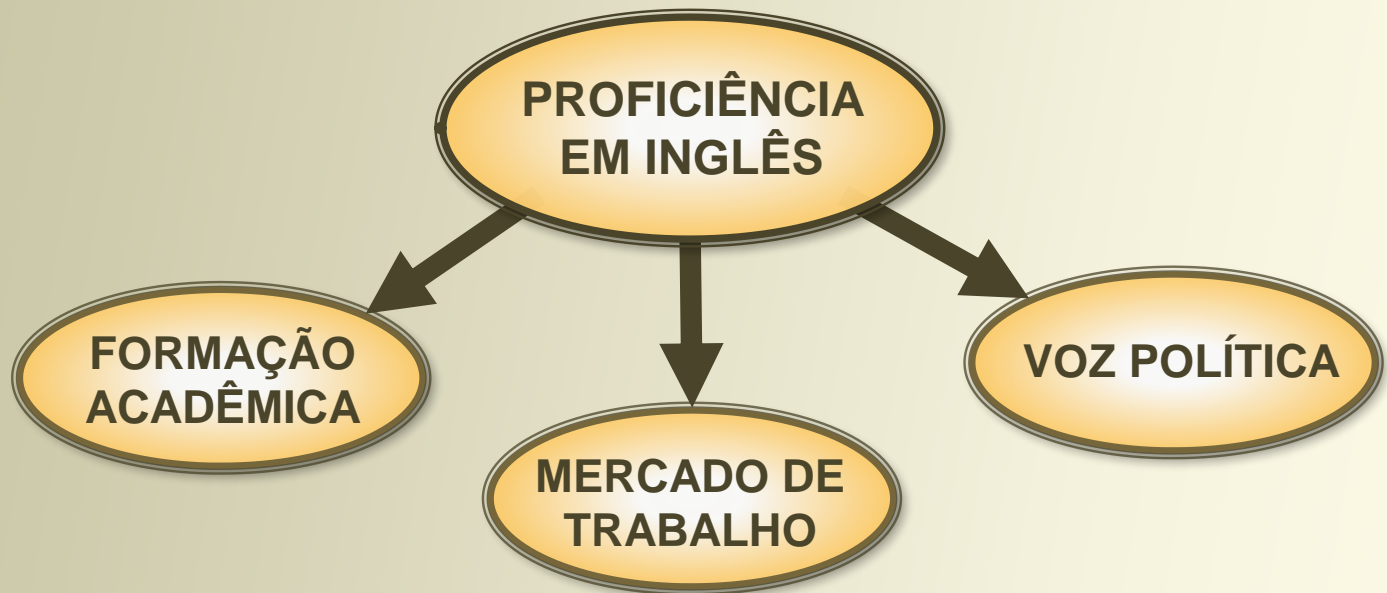 PROFICIÊNCIA
EM INGLÊS
FORMAÇÃO
ACADÊMICA
MERCADO DE
TRABALHO
VOZ POLÍTICA